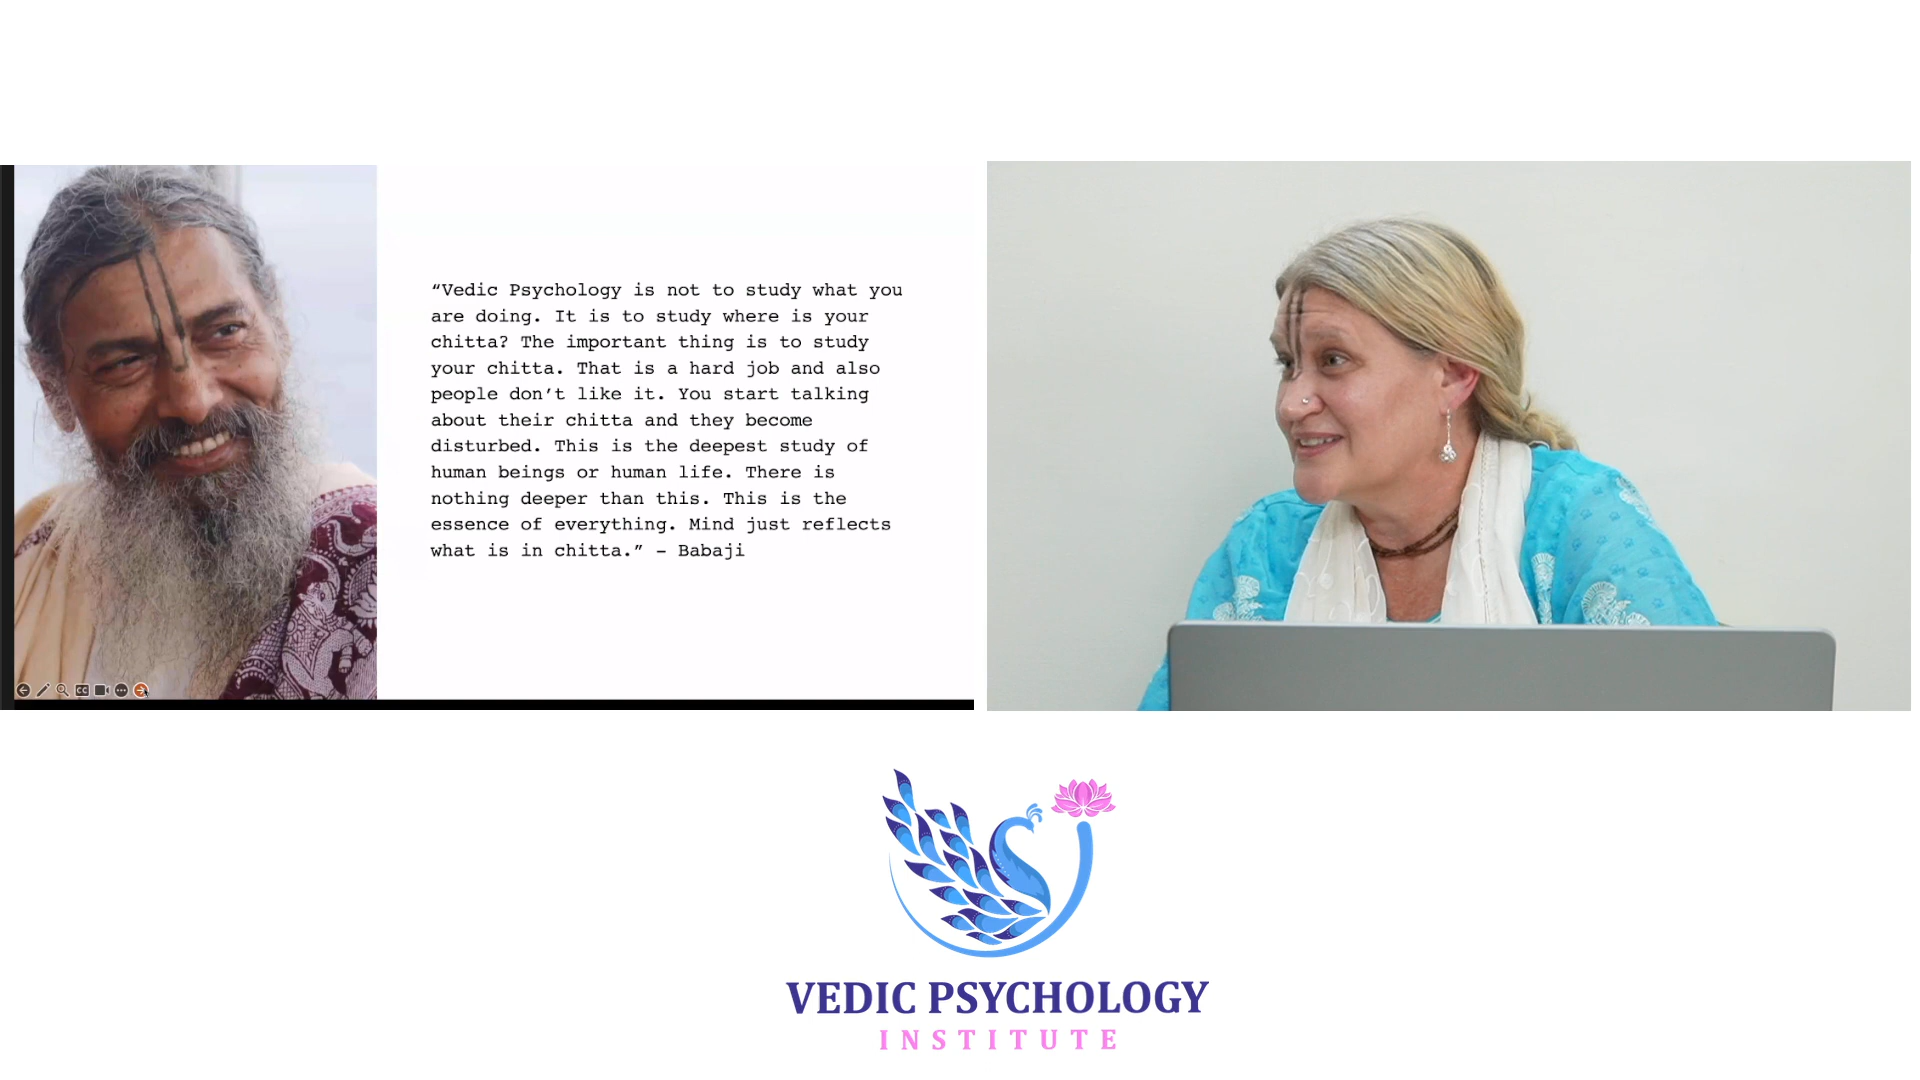 “Vedic Psychology is not to study what you
are doing. It is to study where is your
chitta? The important thing is to study
your chitta. That is a hard job and also
people don’t like it. You start talking
about their chitta and they become
disturbed. This is the deepest study of
human beings or human life. There is
nothing deeper than this. This is the
essence of everything. Mind just reflects
what is in chitta.” – Babaji
CC
VEDIC PSYCHOLOGY
INSTITUTE